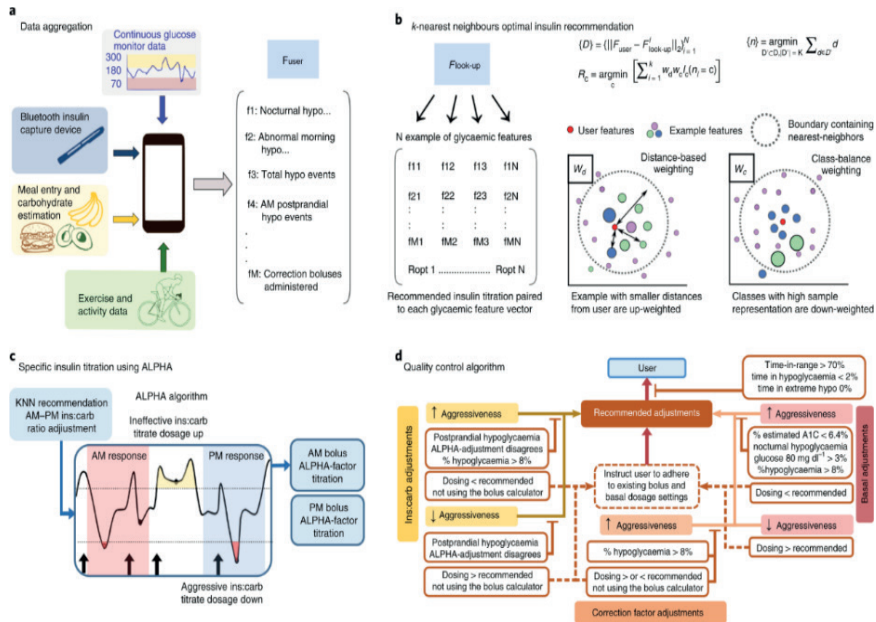 a
Data aggregation
Continuous glucose
monitor data
300
180
70
Bluetooth insulin
capture device
Meal entry and
carbohydrate
estimation
Exercise and
activity data
Fuser
f1: Nocturnal hypo...
f2: Abnormal morning
hypo...
f3: Total hypo events
f4: AM postprandial
hypo events
.
.
.
fM: Correction boluses
administered
b
k-nearest neighbours optimal insulin recommendation
Flook-up
N example of glycaemic features
f11 f12 f13 f1N
f21 f22 f23 f2N
: : : :
: : : :
fM1 fM2 fM3 fMN
Ropt 1 ...................... Ropt N
Recommended insulin titration paired
to each glycaemic feature vector
{D} = {||Fuser − F^l look-up||2}^N l = 1
{n} = argmin D'⊂D,|D'| = K ∑ d∈D' d
Rc = argmin c [∑^k i = 1 wd wc Ic(ni = c)]
User features
Example features
Boundary containing
nearest-neighbors
Wd
Distance-based
weighting
Example with smaller distances
from user are up-weighted
Wc
Class-balance
weighting
Classes with high sample
representation are down-weighted
c
Specific insulin titration using ALPHA
KNN recommendation
AM–PM ins:carb
ratio adjustment
ALPHA algorithm
Ineffective ins:carb
titrate dosage up
AM response
PM response
Aggressive ins:carb
titrate dosage down
AM bolus
ALPHA-factor
titration
PM bolus
ALPHA-factor
titration
d
Quality control algorithm
User
Time-in-range > 70%
time in hypoglycaemia < 2%
time in extreme hypo 0%
Recommended adjustments
Ins:carb adjustments
↑ Aggressiveness
Postprandial hypoglycaemia
ALPHA-adjustment disagrees
% hypoglycaemia > 8%
Dosing < recommended
not using the bolus calculator
↓ Aggressiveness
Postprandial hypoglycaemia
ALPHA-adjustment disagrees
Dosing > recommended
not using the bolus calculator
Instruct user to adhere
to existing bolus and
basal dosage settings
↑ Aggressiveness
% hypoglycaemia > 8%
Dosing > or < recommended
not using the bolus calculator
Correction factor adjustments
↑ Aggressiveness
% estimated A1C < 6.4%
nocturnal hypoglycaemia
glucose 80 mg dl−1 > 3%
%hypoglycaemia > 8%
Dosing < recommended
↓ Aggressiveness
Dosing > recommended
Basal adjustments